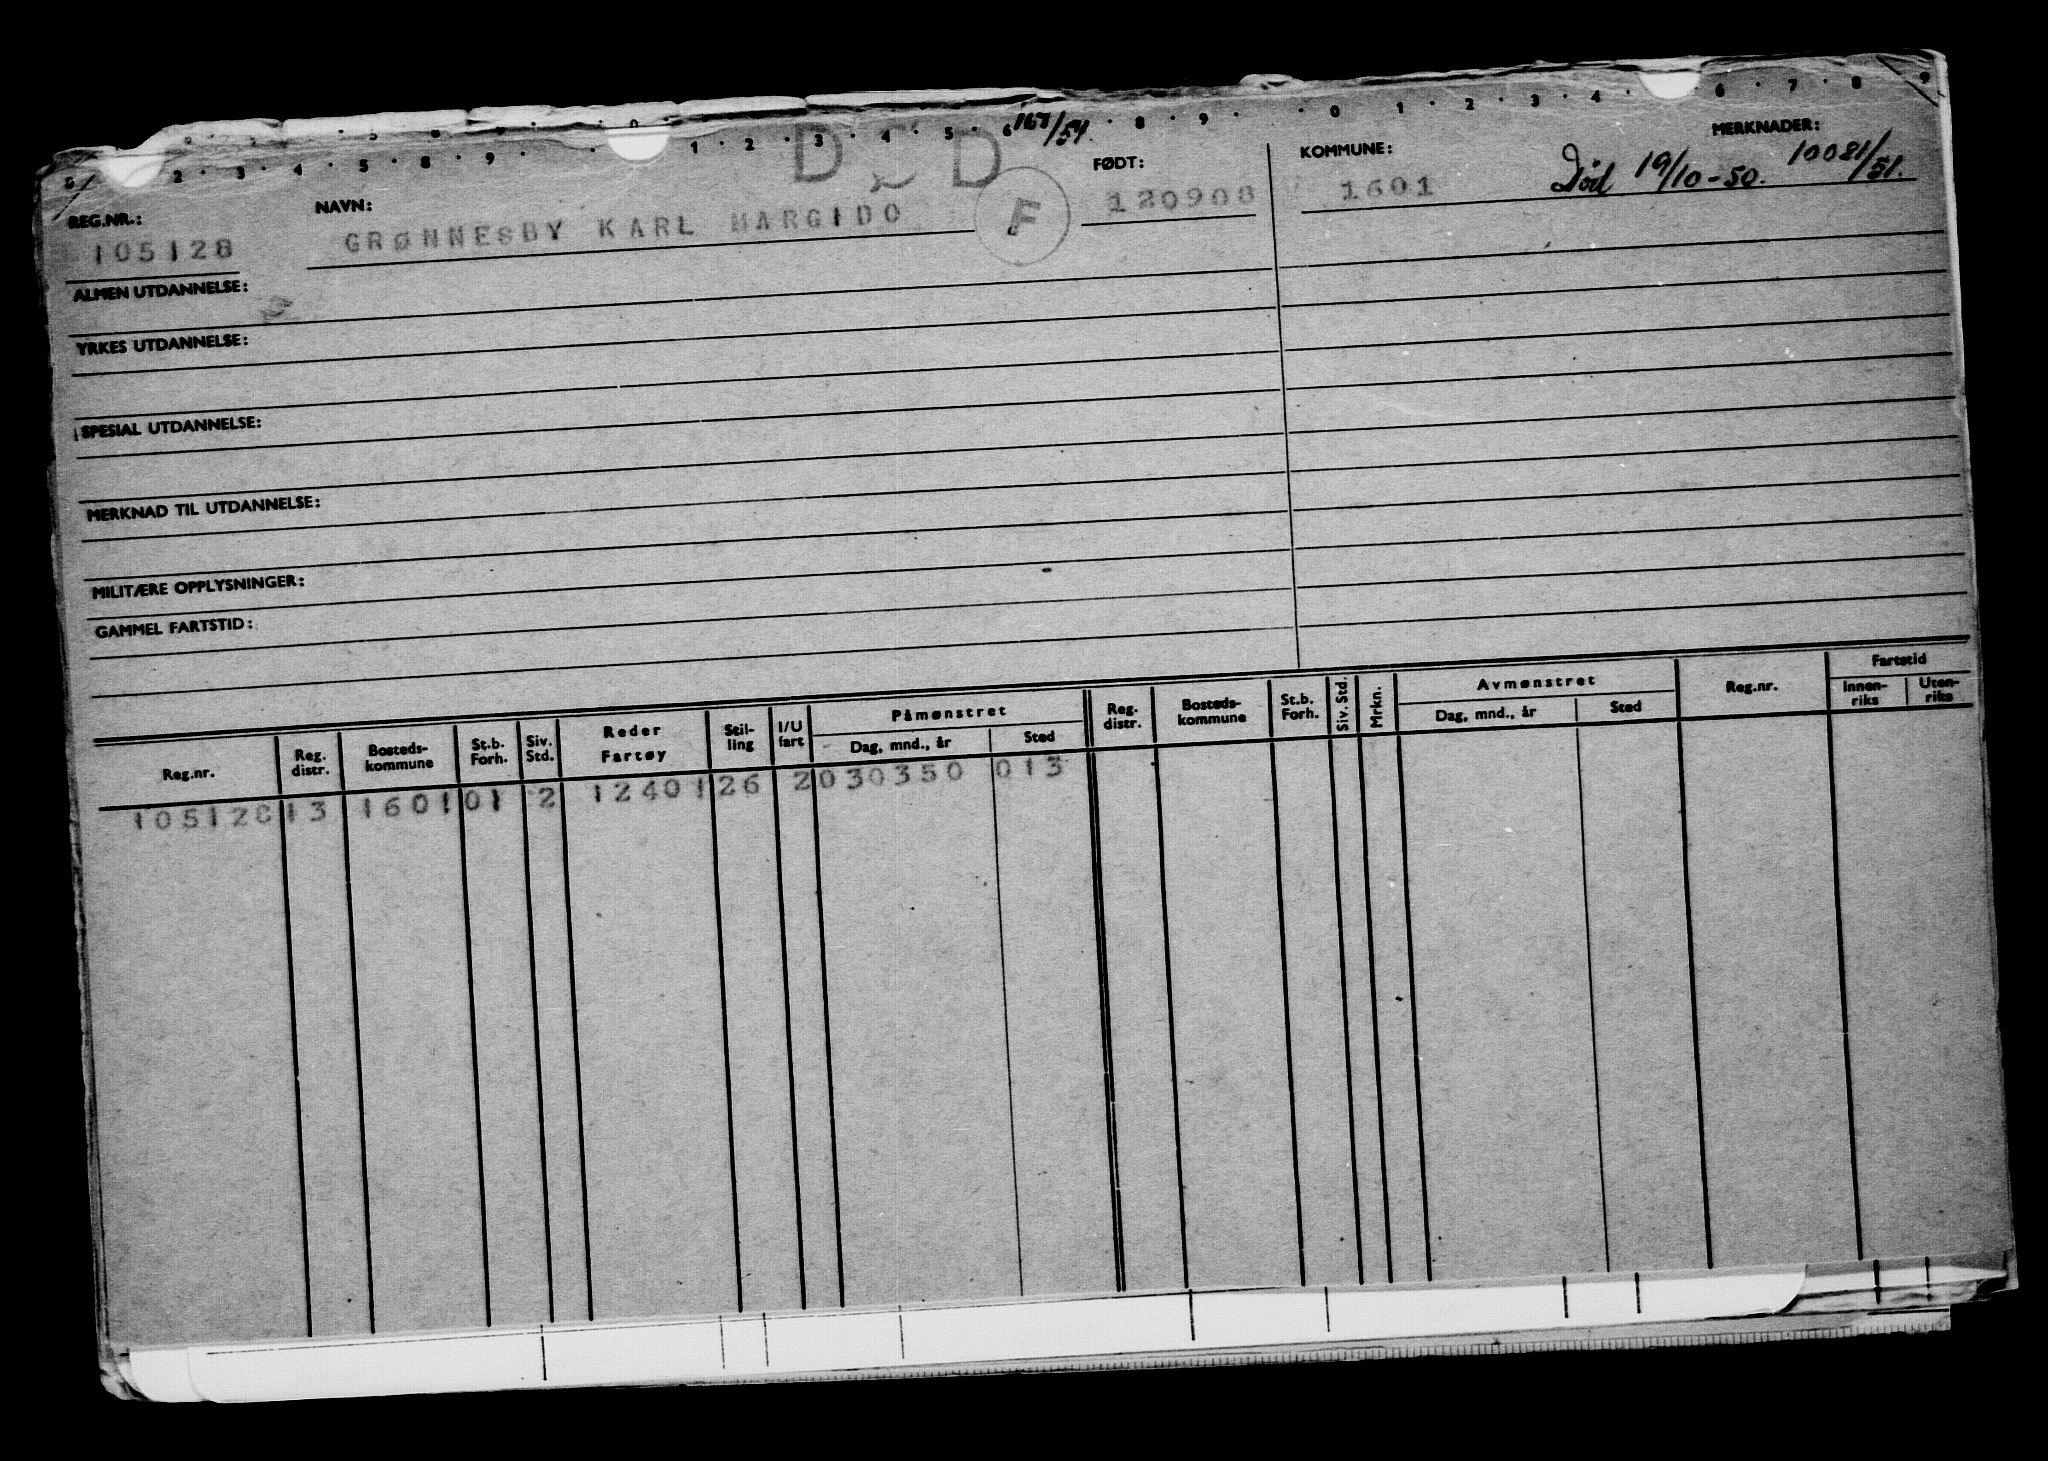 DØD
167/54.
REG.NR.:
NAVN:
FØDT:
KOMMUNE:
MERKNADER:
105128
GRØNNESBY KARL MARGIDO
F
120908
1601
Död 19/10-50. 10081/51.
ALMEN UTDANNELSE:
YRKES UTDANNELSE:
SPESIAL UTDANNELSE:
MERKNAD TIL UTDANNELSE:
MILITÆRE OPPLYSNINGER:
GAMMEL FARTSTID:
Reg.nr. Reg. distr. Bosteds-kommune St.b. Forh. Siv. Std. Reder Fartøy Stil-ling I/U fart Påmønstret Dag, mnd., år Sted Reg. distr. Bosteds-kommune St.b. Forh. Siv. Std. Mrkn. Avmønstret Dag, mnd., år Sted Reg.nr. Fartstid Innen-riks Uten-riks
105128 13 1601 01 2 12401 26 2 030350 013